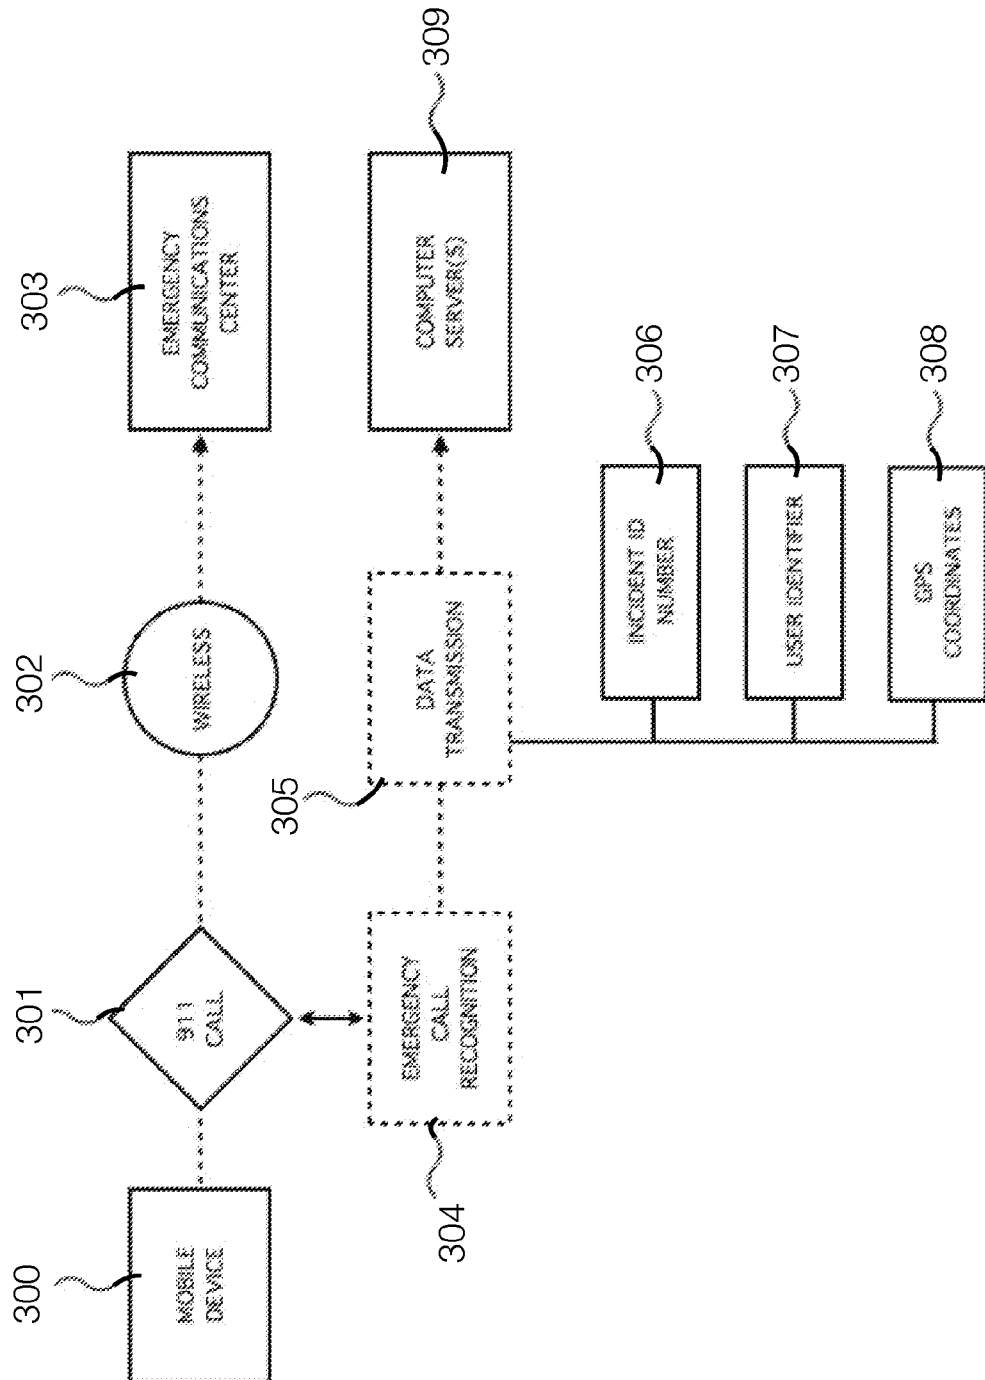 300
MOBILE
DEVICE
301
911
CALL
302
WIRELESS
303
EMERGENCY
COMMUNICATIONS
CENTER
304
EMERGENCY
CALL
RECOGNITION
305
DATA
TRANSMISSION
309
COMPUTER
SERVER(S)
306
INCIDENT ID
NUMBER
307
USER IDENTIFIER
308
GPS
COORDINATES